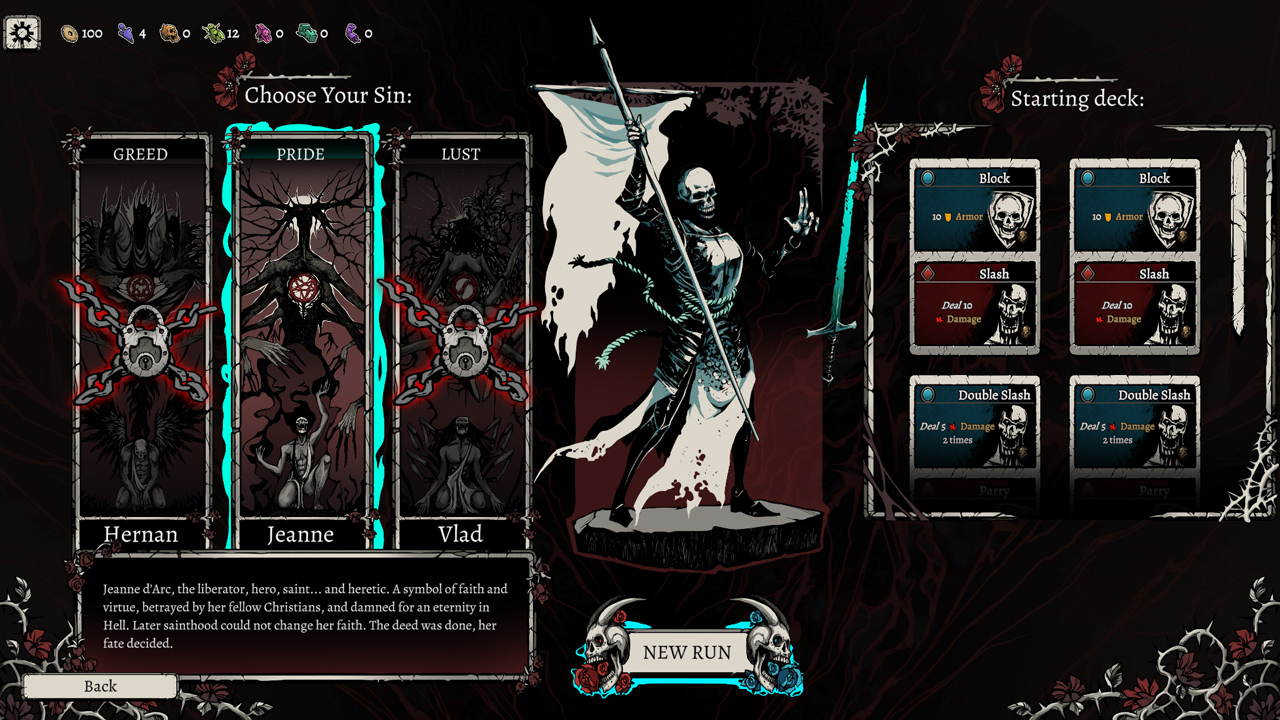 100 4 0 12 0 0 0
Choose Your Sin:
GREED
PRIDE
LUST
Hernan
Jeanne
Vlad
Jeanne d'Arc, the liberator, hero, saint... and heretic. A symbol of faith and
virtue, betrayed by her fellow Christians, and damned for an eternity in
Hell. Later sainthood could not change her faith. The deed was done, her
fate decided.
Back
NEW RUN
Starting deck:
Block
10 Armor
Block
10 Armor
Slash
Deal 10
Damage
Slash
Deal 10
Damage
Double Slash
Deal 5 Damage
2 times
Double Slash
Deal 5 Damage
2 times
Parry
Parry